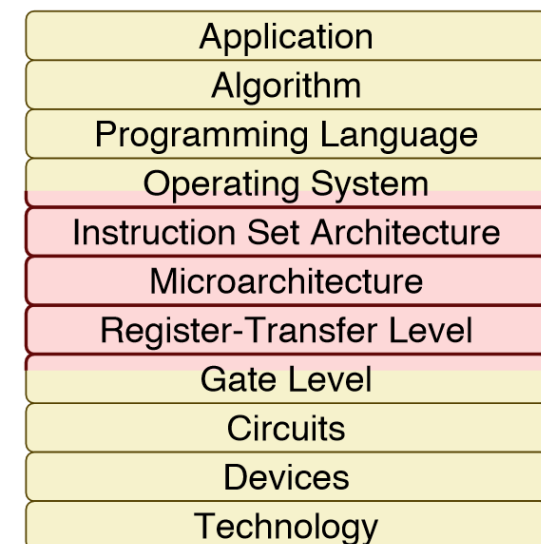 Application
Algorithm
Programming Language
Operating System
Instruction Set Architecture
Microarchitecture
Register-Transfer Level
Gate Level
Circuits
Devices
Technology